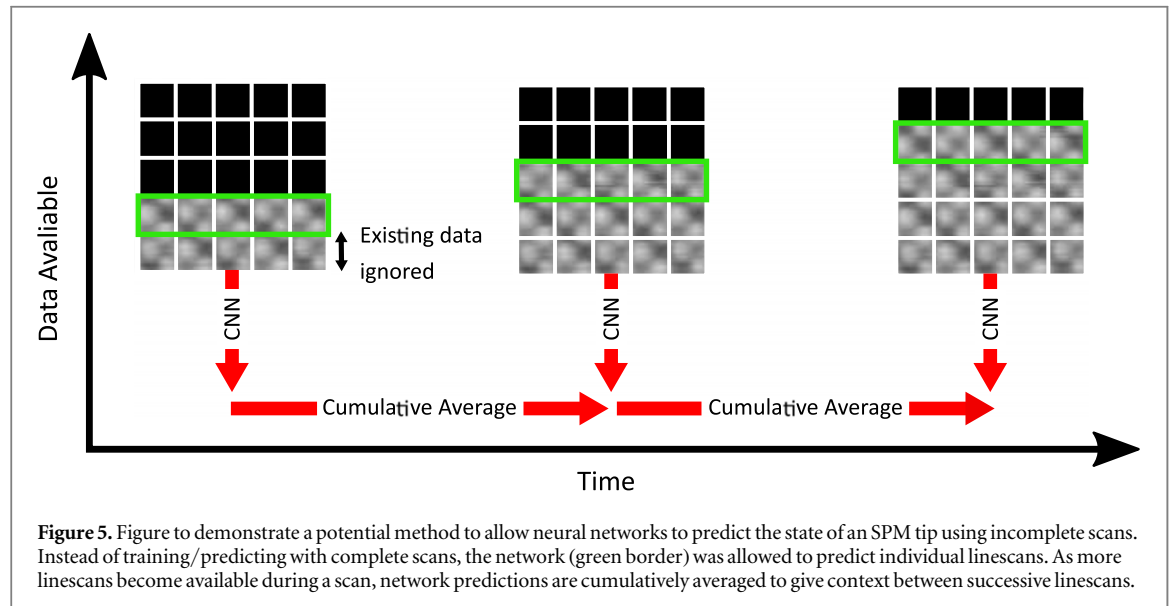 Data Avaliable
Existing data
ignored
CNN
CNN
CNN
Cumulative Average
Cumulative Average
Time
Figure 5. Figure to demonstrate a potential method to allow neural networks to predict the state of an SPM tip using incomplete scans.
Instead of training/predicting with complete scans, the network (green border) was allowed to predict individual linescans. As more
linescans become available during a scan, network predictions are cumulatively averaged to give context between successive linescans.